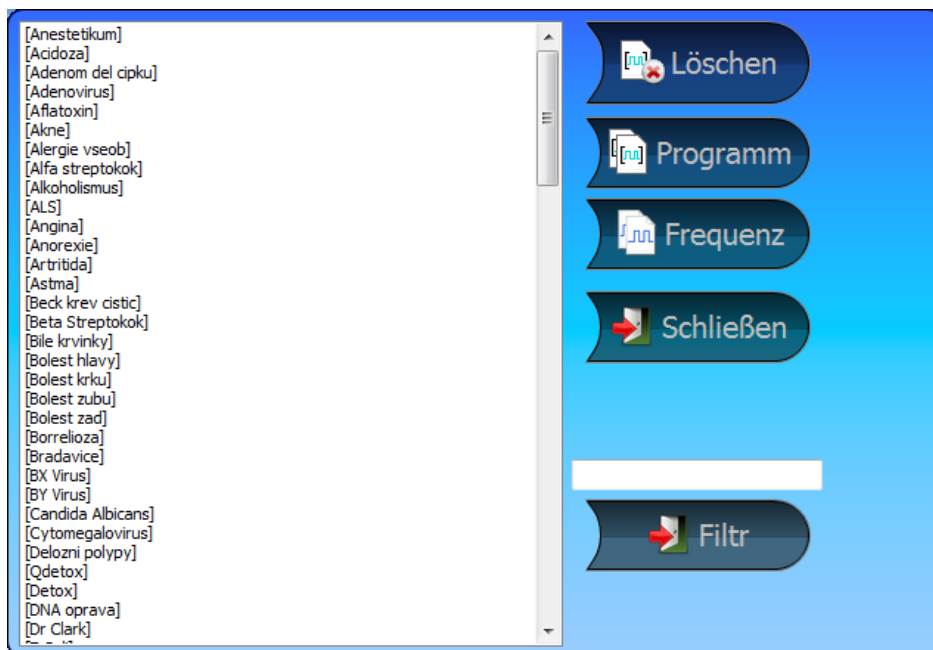 [Anestetikum]
[Acidoza]
[Adenom del cipku]
[Adenovirus]
[Aflatoxin]
[Akne]
[Alergie vseob]
[Alfa streptokok]
[Alkoholismus]
[ALS]
[Angina]
[Anorexie]
[Artritida]
[Astma]
[Beck krev cistic]
[Beta Streptokok]
[Bile krvinky]
[Bolest hlavy]
[Bolest krku]
[Bolest zubu]
[Bolest zad]
[Borrelioza]
[Bradavice]
[BX Virus]
[BY Virus]
[Candida Albicans]
[Cytomegalovirus]
[Delozni polypy]
[Qdetox]
[Detox]
[DNA oprava]
[Dr Clark]
Löschen
Programm
Frequenz
Schließen
Filtr